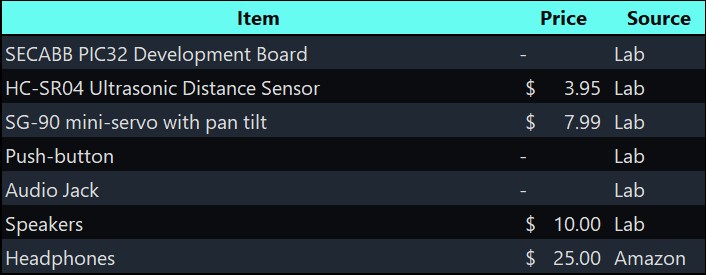 Item Price Source
SECABB PIC32 Development Board - Lab
HC-SR04 Ultrasonic Distance Sensor $ 3.95 Lab
SG-90 mini-servo with pan tilt $ 7.99 Lab
Push-button - Lab
Audio Jack - Lab
Speakers $ 10.00 Lab
Headphones $ 25.00 Amazon